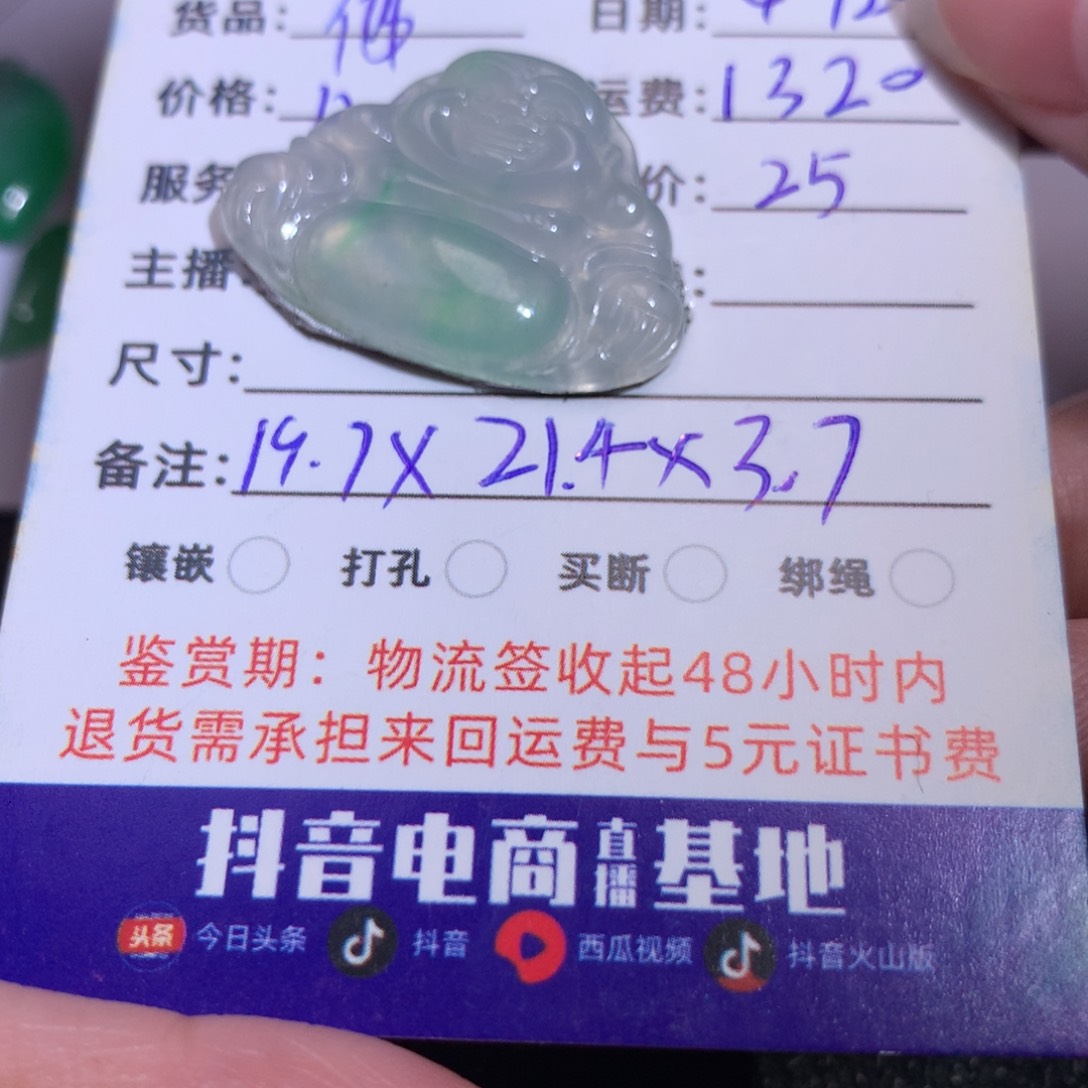 货品： 佛 日期：
价格： 运费：1320
服务 价： 25
主播：
尺寸：
备注：19.7X 21.4X3.7
镶嵌 打孔 买断 绑绳
鉴赏期：物流签收起48小时内
退货需承担来回运费与5元证书费
抖音电商直播基地
头条 今日头条 抖音 西瓜视频 抖音火山版